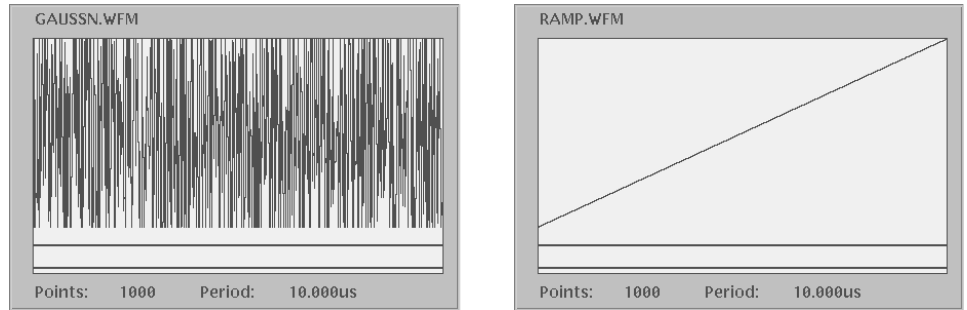 GAUSSN.WFM
Points: 1000 Period: 10.000us
RAMP.WFM
Points: 1000 Period: 10.000us